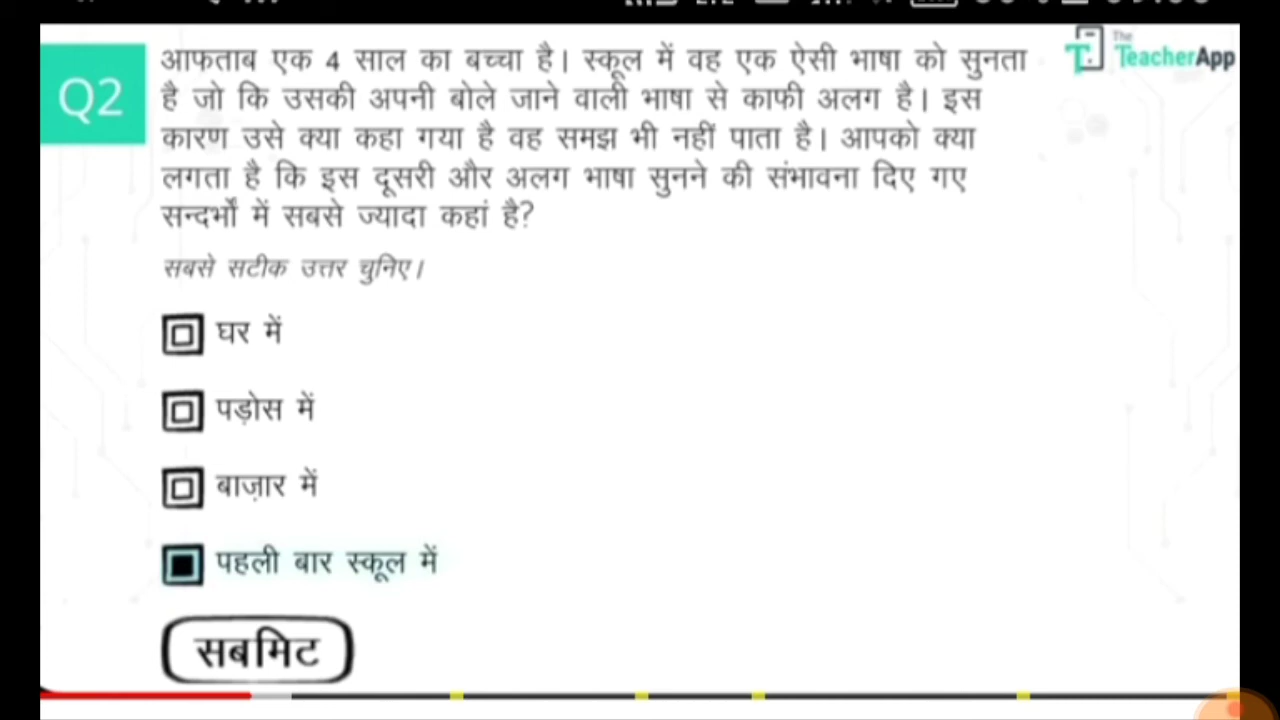 Q2
आफताब एक 4 साल का बच्चा है। स्कूल में वह एक ऐसी भाषा को सुनता
है जो कि उसकी अपनी बोले जाने वाली भाषा से काफी अलग है। इस
कारण उसे क्या कहा गया है वह समझ भी नहीं पाता है। आपको क्या
लगता है कि इस दूसरी और अलग भाषा सुनने की संभावना दिए गए
सन्दर्भों में सबसे ज्यादा कहां है?
The
TeacherApp
सबसे सटीक उत्तर चुनिए।
घर में
पड़ोस में
बाज़ार में
पहली बार स्कूल में
सबमिट